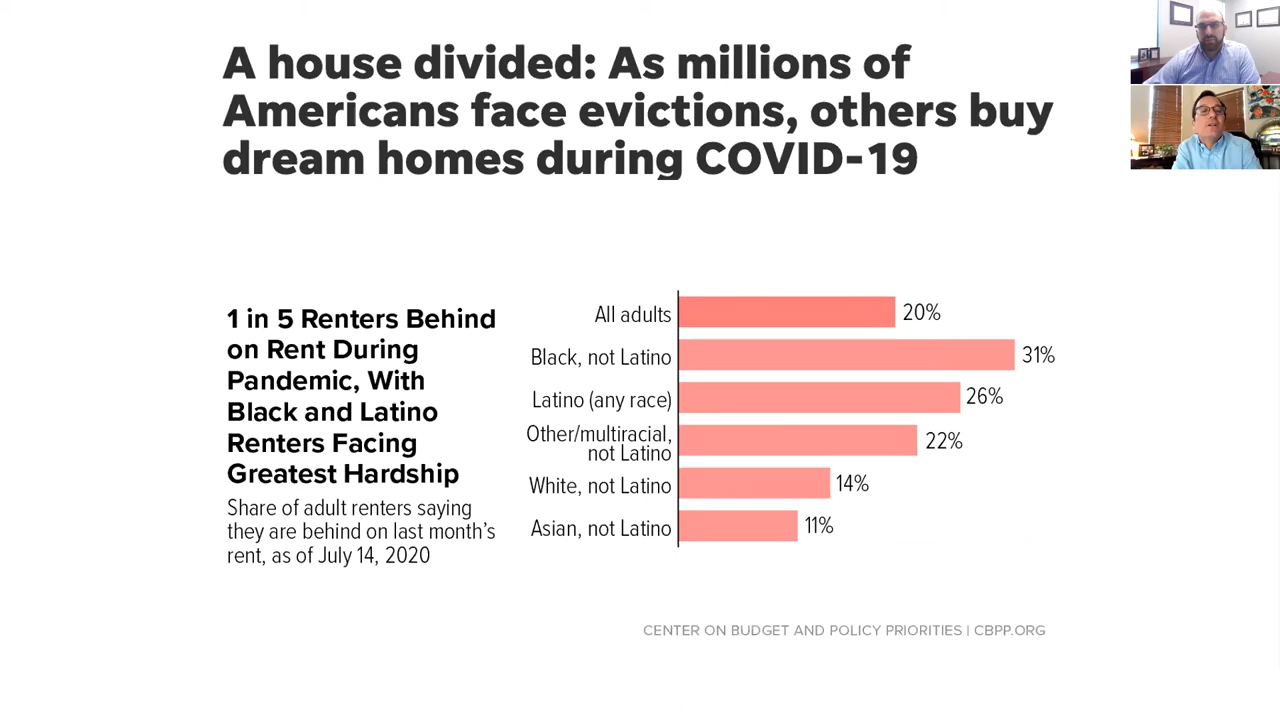 A house divided: As millions of
Americans face evictions, others buy
dream homes during COVID-19
1 in 5 Renters Behind
on Rent During
Pandemic, With
Black and Latino
Renters Facing
Greatest Hardship
Share of adult renters saying
they are behind on last month's
rent, as of July 14, 2020
All adults 20%
Black, not Latino 31%
Latino (any race) 26%
Other/multiracial,
not Latino 22%
White, not Latino 14%
Asian, not Latino 11%
CENTER ON BUDGET AND POLICY PRIORITIES | CBPP.ORG